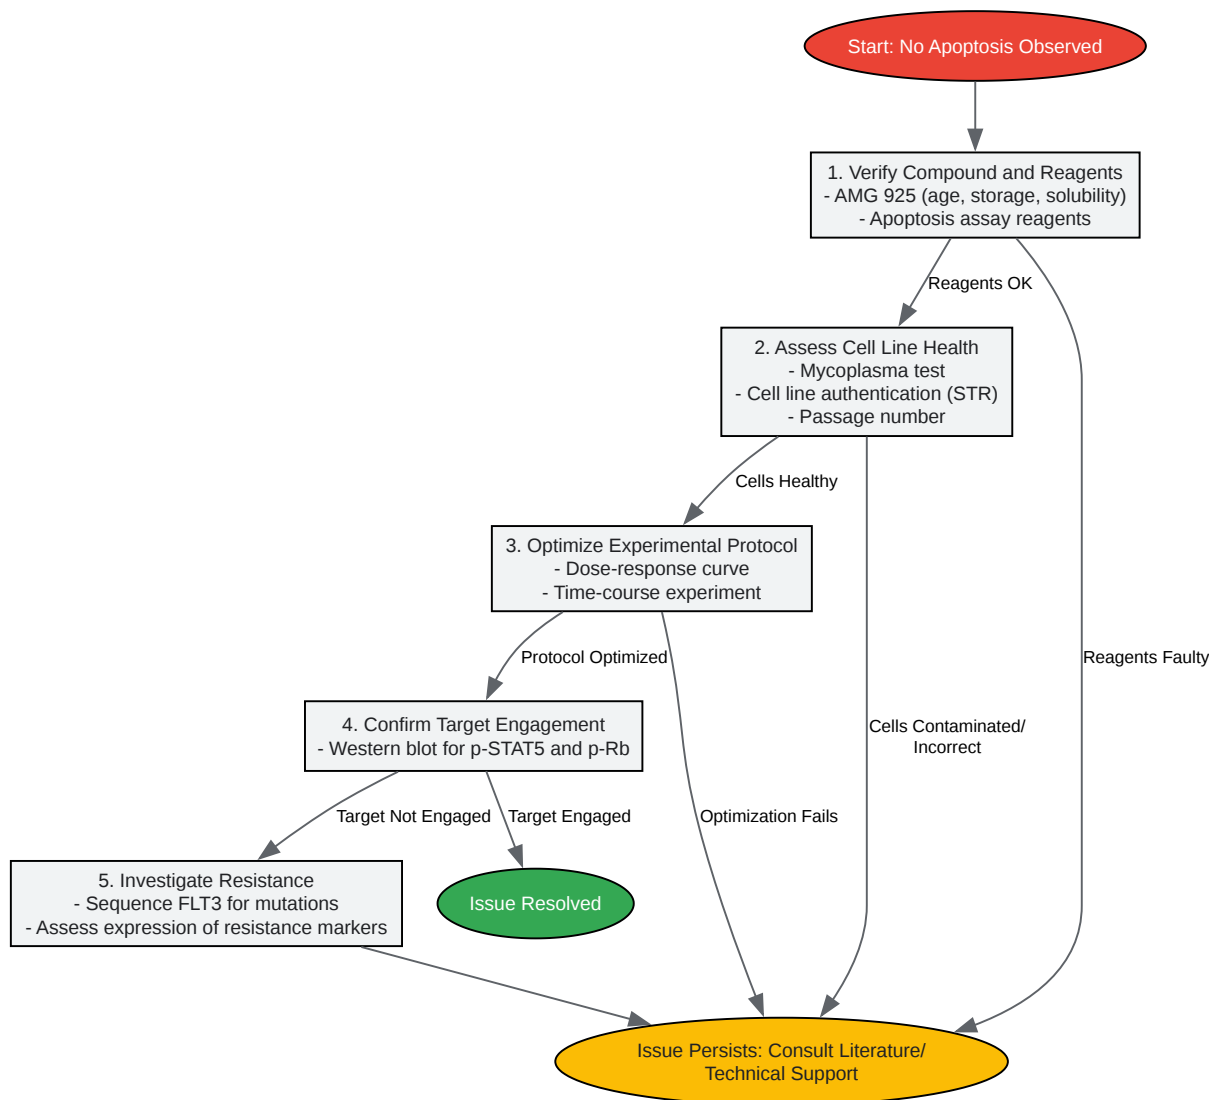 Start: No Apoptosis Observed
1. Verify Compound and Reagents
- AMG 925 (age, storage, solubility)
- Apoptosis assay reagents
Reagents OK
2. Assess Cell Line Health
- Mycoplasma test
- Cell line authentication (STR)
- Passage number
Cells Healthy
3. Optimize Experimental Protocol
- Dose-response curve
- Time-course experiment
Protocol Optimized
Reagents Faulty
4. Confirm Target Engagement
- Western blot for p-STAT5 and p-Rb
Cells Contaminated/
Incorrect
Target Not Engaged
Target Engaged
Optimization Fails
5. Investigate Resistance
- Sequence FLT3 for mutations
- Assess expression of resistance markers
Issue Resolved
Issue Persists: Consult Literature/
Technical Support